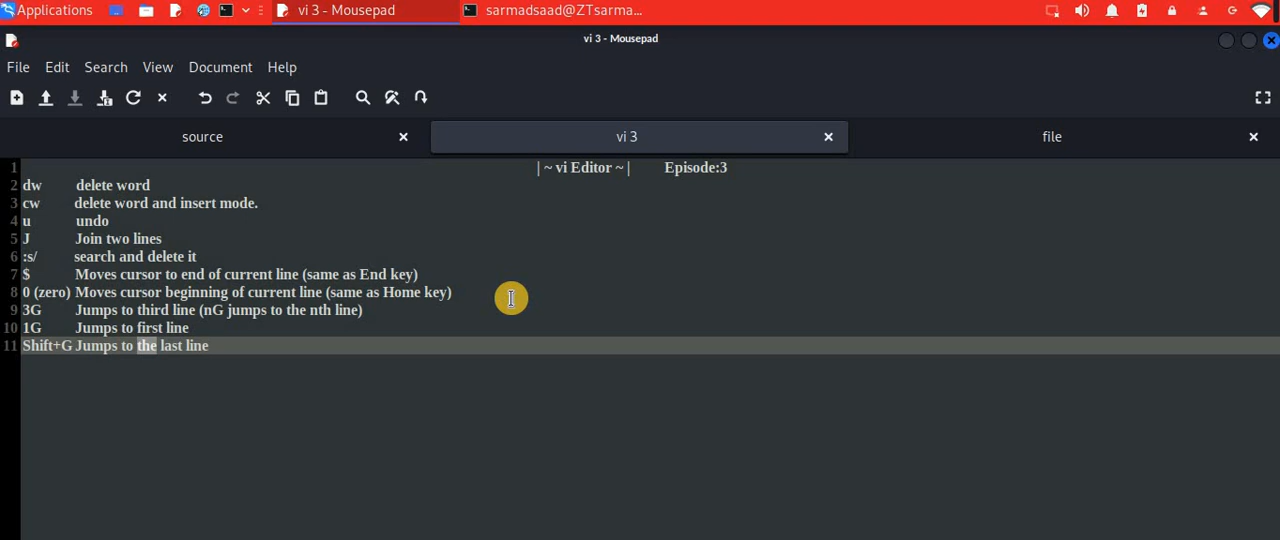 Applications vi 3 - Mousepad sarmadsaad@ZTsarma...
vi 3 - Mousepad
File Edit Search View Document Help
source vi 3 file
1 | ~ vi Editor ~ | Episode:3
2 dw delete word
3 cw delete word and insert mode.
4 u undo
5 J Join two lines
6 :s/ search and delete it
7 $ Moves cursor to end of current line (same as End key)
8 0 (zero) Moves cursor beginning of current line (same as Home key)
9 3G Jumps to third line (nG jumps to the nth line)
10 1G Jumps to first line
11 Shift+G Jumps to the last line